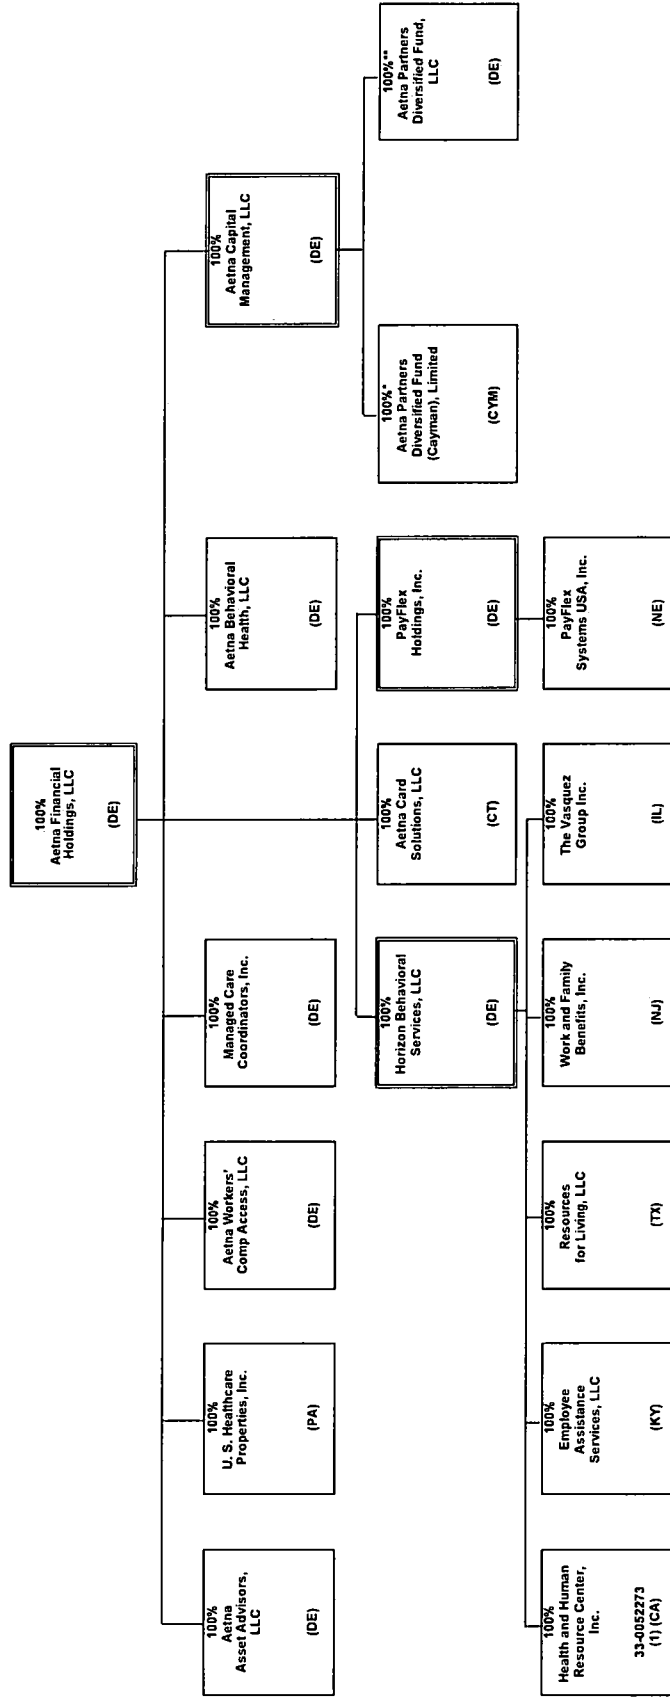 100%
Aetna Financial
Holdings, LLC
(DE)
100%
Aetna
Asset Advisors,
LLC
(DE)
100%
U. S. Healthcare
Properties, Inc.
(PA)
100%
Aetna Workers'
Comp Access, LLC
(DE)
100%
Managed Care
Coordinators, Inc.
(DE)
100%
Aetna Behavioral
Health, LLC
(DE)
100%
Aetna Capital
Management, LLC
(DE)
100%
Horizon Behavioral
Services, LLC
(DE)
100%
Aetna Card
Solutions, LLC
(CT)
100%
PayFlex
Holdings, Inc.
(DE)
100%*
Aetna Partners
Diversified Fund
(Cayman), Limited
(CYM)
100%**
Aetna Partners
Diversified Fund,
LLC
(DE)
100%
Health and Human
Resource Center,
Inc.
33-0052273
(1) (CA)
100%
Employee
Assistance
Services, LLC
(KY)
100%
Resources
for Living, LLC
(TX)
100%
Work and Family
Benefits, Inc.
(NJ)
100%
The Vasquez
Group Inc.
(IL)
100%
PayFlex
Systems USA, Inc.
(NE)